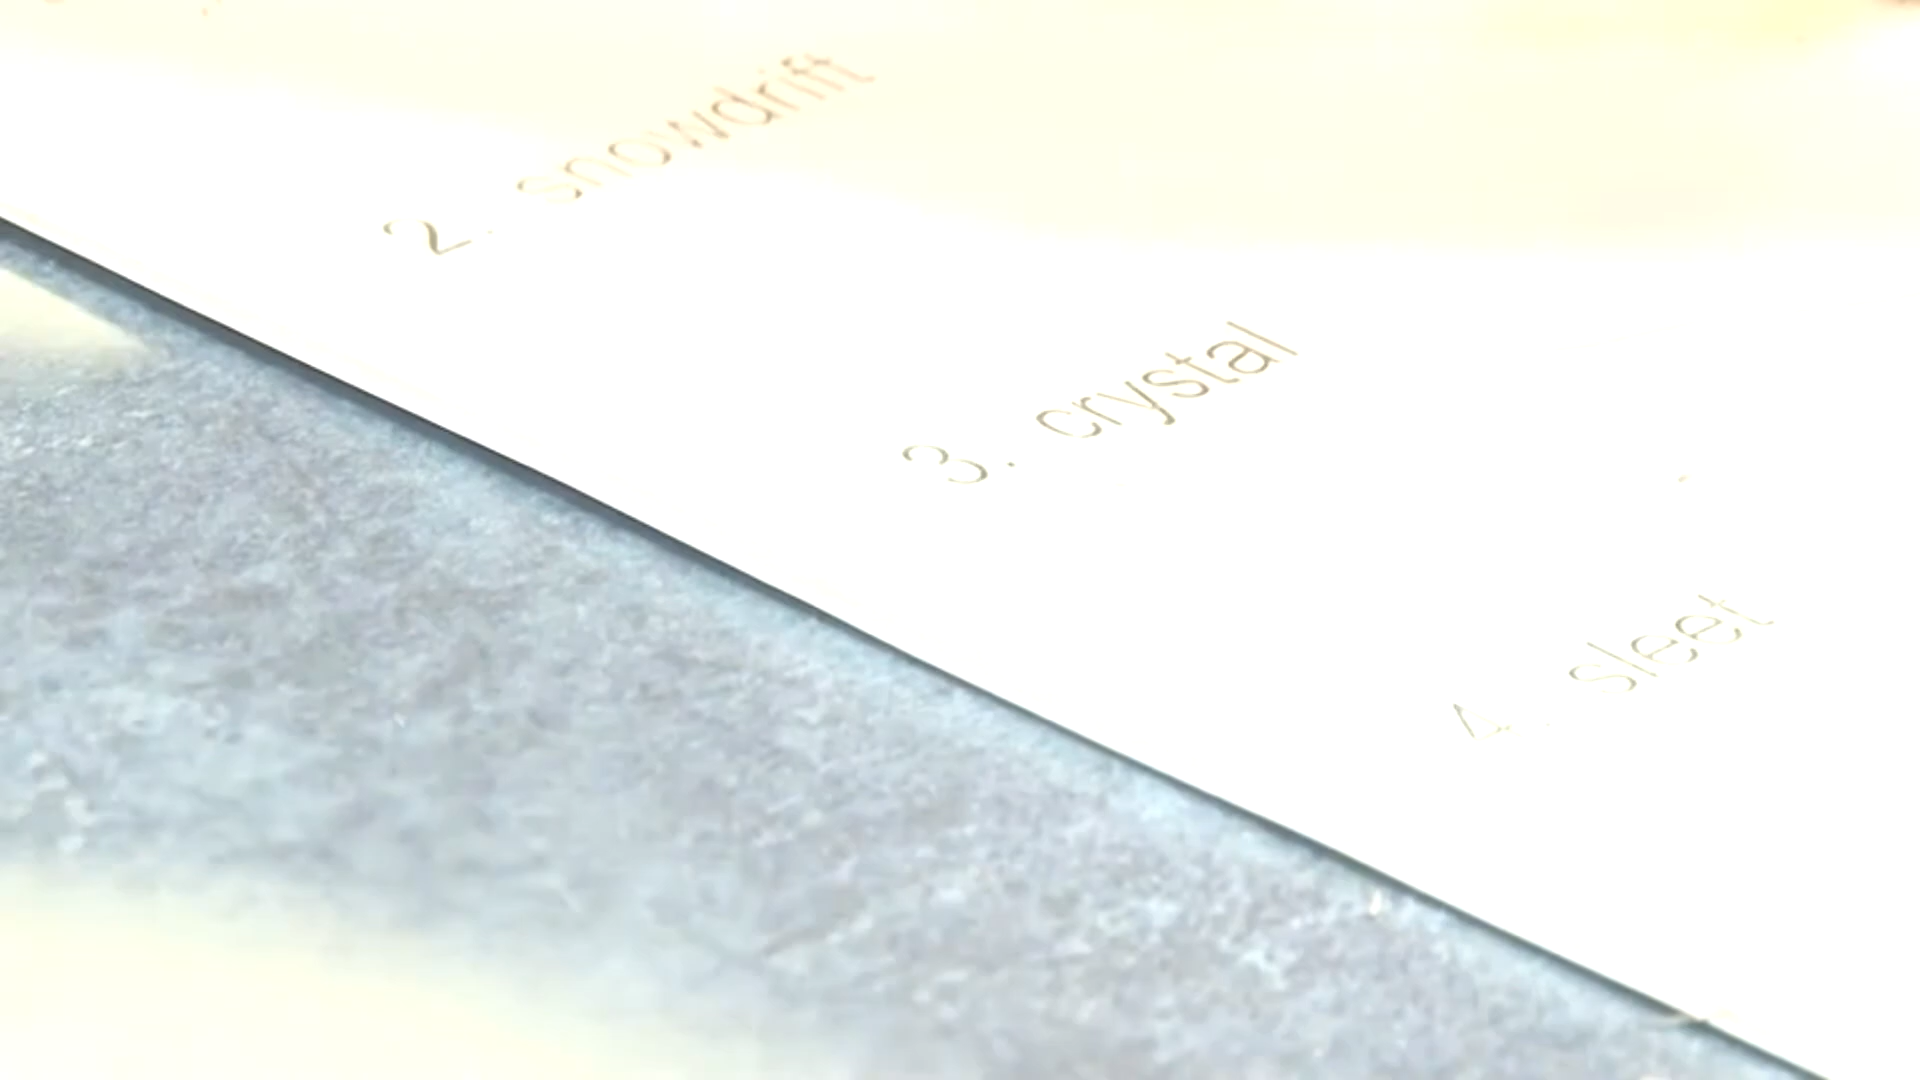 2. snowdrift
3. crystal
4. sleet